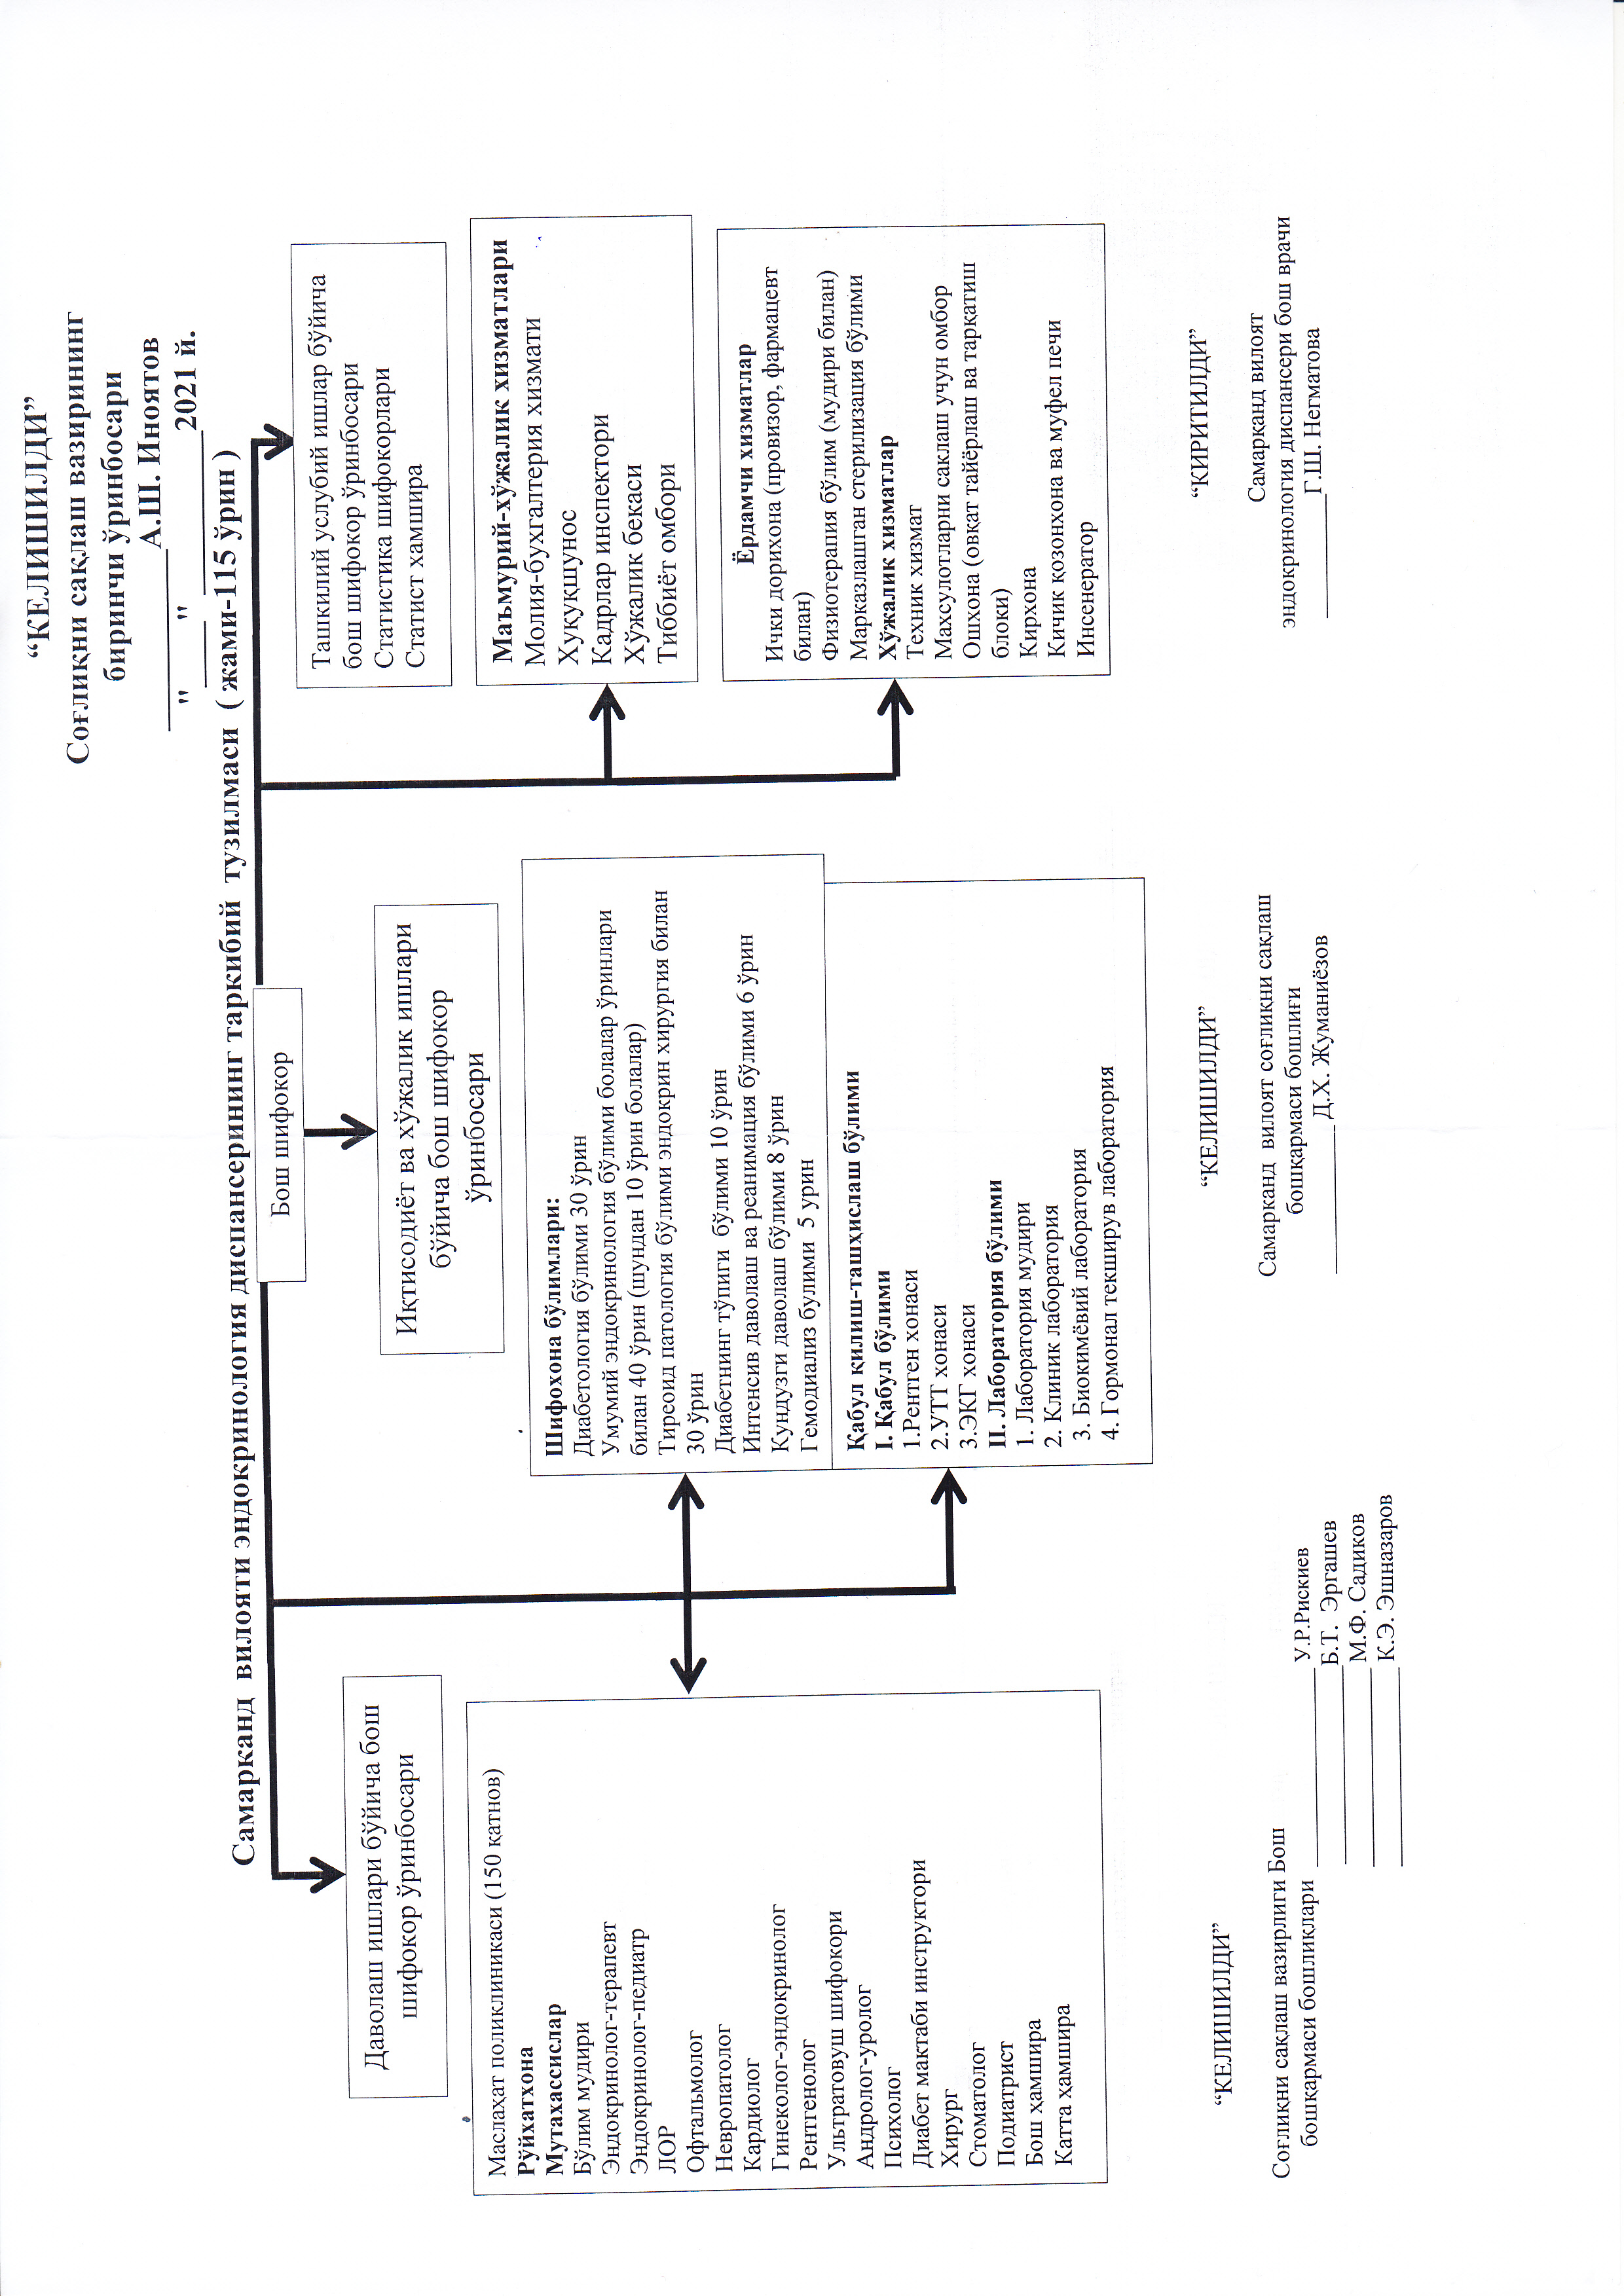 “КЕЛИШИЛДИ”
Соғлиқни сақлаш вазирининг
биринчи ўринбосари
___________А.Ш. Иноятов
"____" __________2021 й.
Самарканд вилояти эндокринология диспансерининг таркибий тузилмаси ( жами-115 ўрин )
Бош шифокор
Даволаш ишлари бўйича бош
шифокор ўринбосари
Иқтисодиёт ва хўжалик ишлари
бўйича бош шифокор
ўринбосари
Ташкилий услубий ишлар бўйича
бош шифокор ўринбосари
Статистика шифокорлари
Статист хамшира
Маслаҳат поликлиникаси (150 қатнов)
Рўйхатхона
Мутахассислар
Бўлим мудири
Эндокринолог-терапевт
Эндокринолог-педиатр
ЛОР
Офтальмолог
Невропатолог
Кардиолог
Гинеколог-эндокринолог
Рентгенолог
Ультратовуш шифокори
Андролог-уролог
Психолог
Диабет мактаби инструктори
Хирург
Стоматолог
Подиатрист
Бош ҳамшира
Катта ҳамшира
Шифохона бўлимлари:
Диабетология бўлими 30 ўрин
Умумий эндокринология бўлими болалар ўринлари
билан 40 ўрин (шундан 10 ўрин болалар)
Тиреоид патология бўлими эндокрин хирургия билан
30 ўрин
Диабетнинг тўпиги бўлими 10 ўрин
Интенсив даволаш ва реанимация бўлими 6 ўрин
Кундузги даволаш бўлими 8 ўрин
Гемодиализ булими 5 урин
Қабул қилиш-ташҳислаш бўлими
I. Қабул бўлими
1.Рентген хонаси
2.УТТ хонаси
3.ЭКГ хонаси
II. Лаборатория бўлими
1. Лаборатория мудири
2. Клиник лаборатория
3. Биокимёвий лаборатория
4. Гормонал текширув лаборатория
Маъмурий-хўжалик хизматлари
Молия-бухгалтерия хизмати
Хуқуқшунос
Кадрлар инспектори
Хўжалик бекаси
Тиббиёт омбори
Ёрдамчи хизматлар
Ички дорихона (провизор, фармацевт
билан)
Физиотерапия бўлим (мудири билан)
Марказлашган стерилизация бўлими
Хўжалик хизматлар
Техник хизмат
Махсулотларни саклаш учун омбор
Ошхона (овқат тайёрлаш ва тарқатиш
блоки)
Кирхона
Кичик қозонхона ва муфел печи
Инсенератор
“КЕЛИШИЛДИ”
Соғлиқни сақлаш вазирлиги Бош
бошқармаси бошлиқлари ________________ У.Р.Рискиев
________________Б.Т. Эргашев
________________ М.Ф. Садиков
________________ К.Э. Эшназаров
“КЕЛИШИЛДИ”
Самарканд вилоят соғлиқни сақлаш
бошқармаси бошлиғи
____________ Д.Х. Жуманиёзов
“КИРИТИЛДИ”
Самарқанд вилоят
эндокринология диспансери бош врачи
__________Г.Ш. Негматова